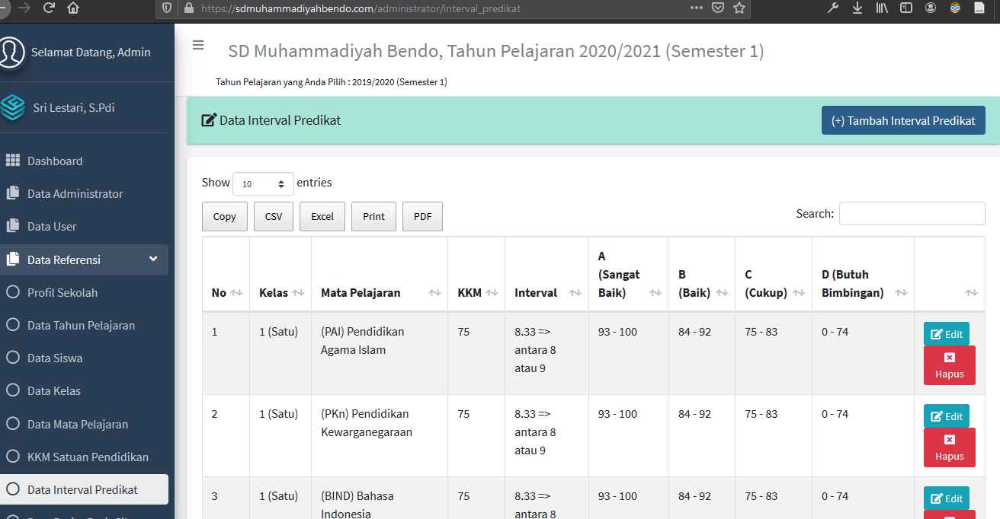 https://sdmuhammadiyahbendo.com/administrator/interval_predikat
Selamat Datang, Admin
Sri Lestari, S.Pdi
Dashboard
Data Administrator
Data User
Data Referensi
Profil Sekolah
Data Tahun Pelajaran
Data Siswa
Data Kelas
Data Mata Pelajaran
KKM Satuan Pendidikan
Data Interval Predikat
SD Muhammadiyah Bendo, Tahun Pelajaran 2020/2021 (Semester 1)
Tahun Pelajaran yang Anda Pilih : 2019/2020 (Semester 1)
Data Interval Predikat
(+) Tambah Interval Predikat
Show 10 entries
Copy CSV Excel Print PDF
Search:
No Kelas Mata Pelajaran KKM Interval A (Sangat Baik) B (Baik) C (Cukup) D (Butuh Bimbingan)
1 1 (Satu) (PAI) Pendidikan Agama Islam 75 8.33 => antara 8 atau 9 93 - 100 84 - 92 75 - 83 0 - 74 Edit Hapus
2 1 (Satu) (PKn) Pendidikan Kewarganegaraan 75 8.33 => antara 8 atau 9 93 - 100 84 - 92 75 - 83 0 - 74 Edit Hapus
3 1 (Satu) (BIND) Bahasa Indonesia 75 8.33 => antara 8 93 - 100 84 - 92 75 - 83 0 - 74 Edit